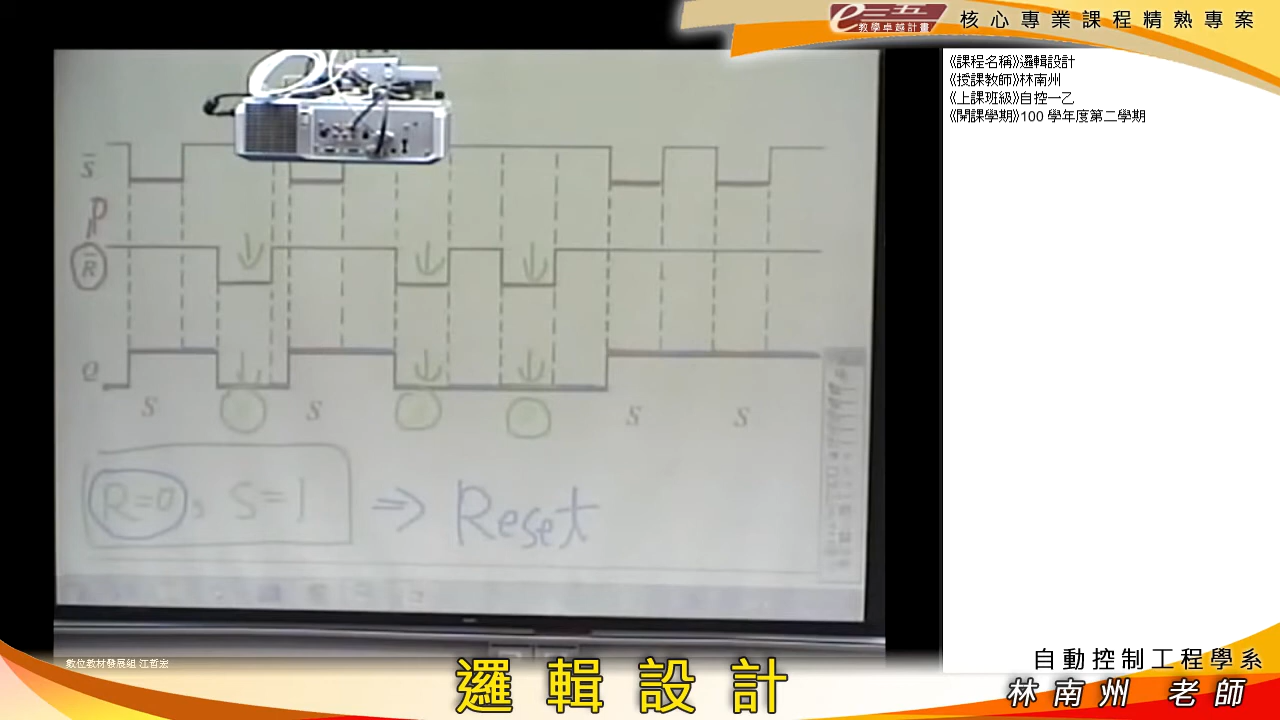 e三五
教學卓越計畫
核心專業課程精熟專案
《課程名稱》邏輯設計
《授課教師》林南州
《上課班級》自控一乙
《開課學期》100 學年度第二學期
S̅
R̅
Q
S S S S
R=0, S=1 ⇒ Reset
數位教材發展組 江哲宏
邏輯設計
自動控制工程學系
林南州 老師